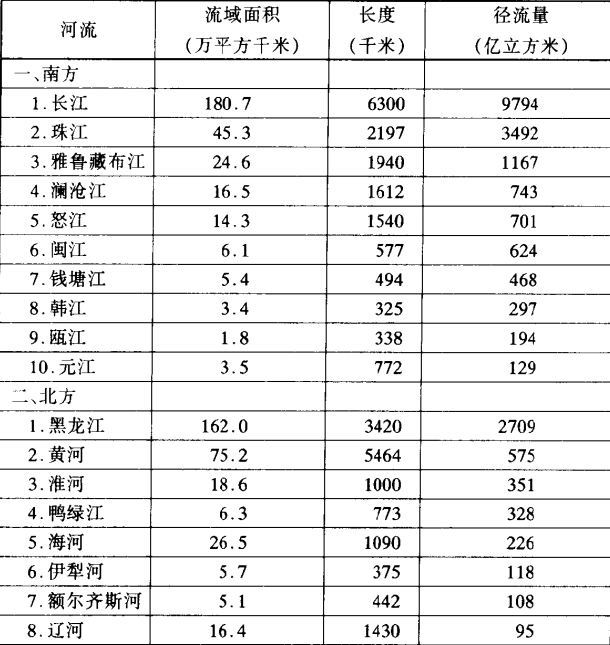 河流 流域面积 长度 径流量
(万平方千米) (千米) (亿立方米)
一、南方
1.长江 180.7 6300 9794
2.珠江 45.3 2197 3492
3.雅鲁藏布江 24.6 1940 1167
4.澜沧江 16.5 1612 743
5.怒江 14.3 1540 701
6.闽江 6.1 577 624
7.钱塘江 5.4 494 468
8.韩江 3.4 325 297
9.瓯江 1.8 338 194
10.元江 3.5 772 129
二、北方
1.黑龙江 162.0 3420 2709
2.黄河 75.2 5464 575
3.淮河 18.6 1000 351
4.鸭绿江 6.3 773 328
5.海河 26.5 1090 226
6.伊犁河 5.7 375 118
7.额尔齐斯河 5.1 442 108
8.辽河 16.4 1430 95